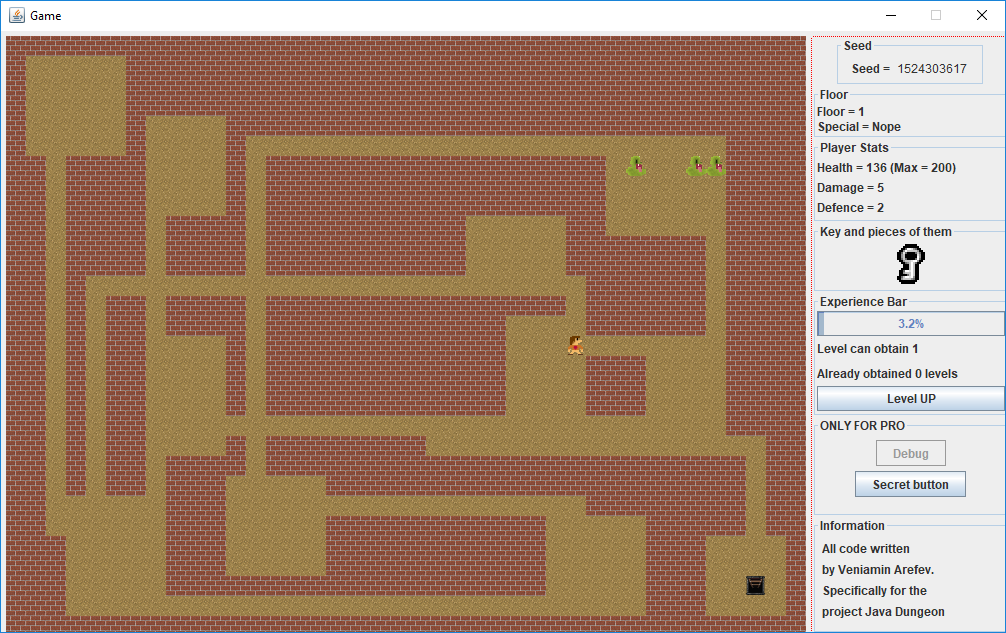 Game
Seed
Seed = 1524303617
Floor
Floor = 1
Special = Nope
Player Stats
Health = 136 (Max = 200)
Damage = 5
Defence = 2
Key and pieces of them
Experience Bar
3.2%
Level can obtain 1
Already obtained 0 levels
Level UP
ONLY FOR PRO
Debug
Secret button
Information
All code written
by Veniamin Arefev.
Specifically for the
project Java Dungeon